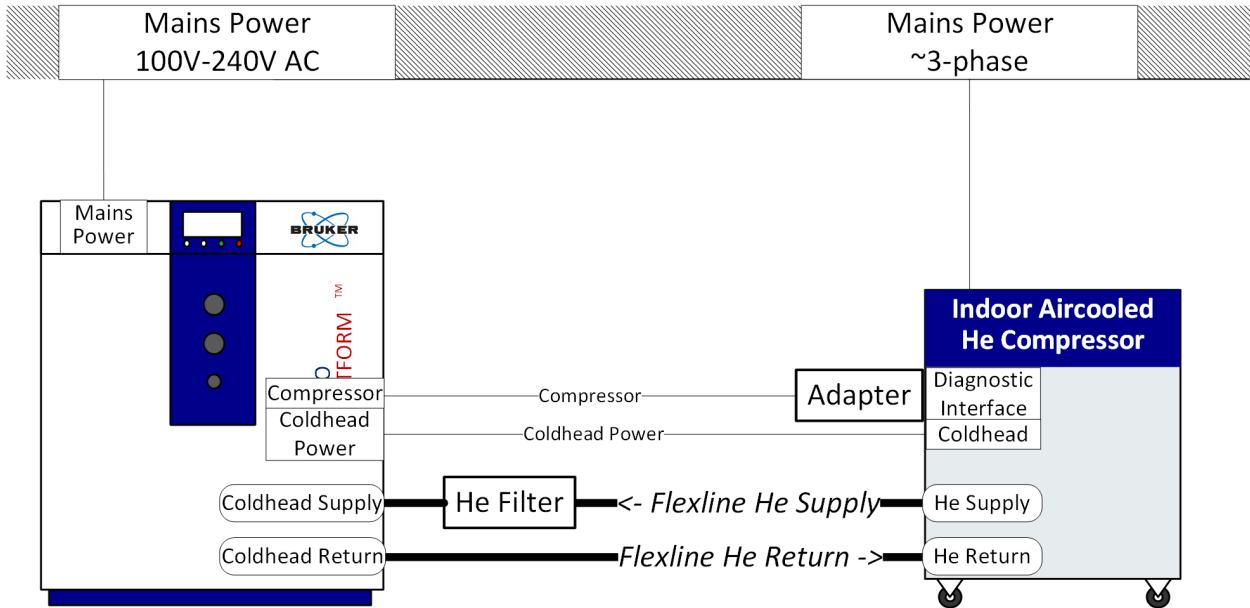 Mains Power
100V-240V AC
Mains Power
~3-phase
Mains
Power
BRUKER
TFORM ™
O
Indoor Aircooled
He Compressor
Compressor
Coldhead
Power
Compressor
Adapter
Diagnostic
Interface
Coldhead Power
Coldhead
Coldhead Supply
He Filter
<- Flexline He Supply
He Supply
Coldhead Return
Flexline He Return ->
He Return